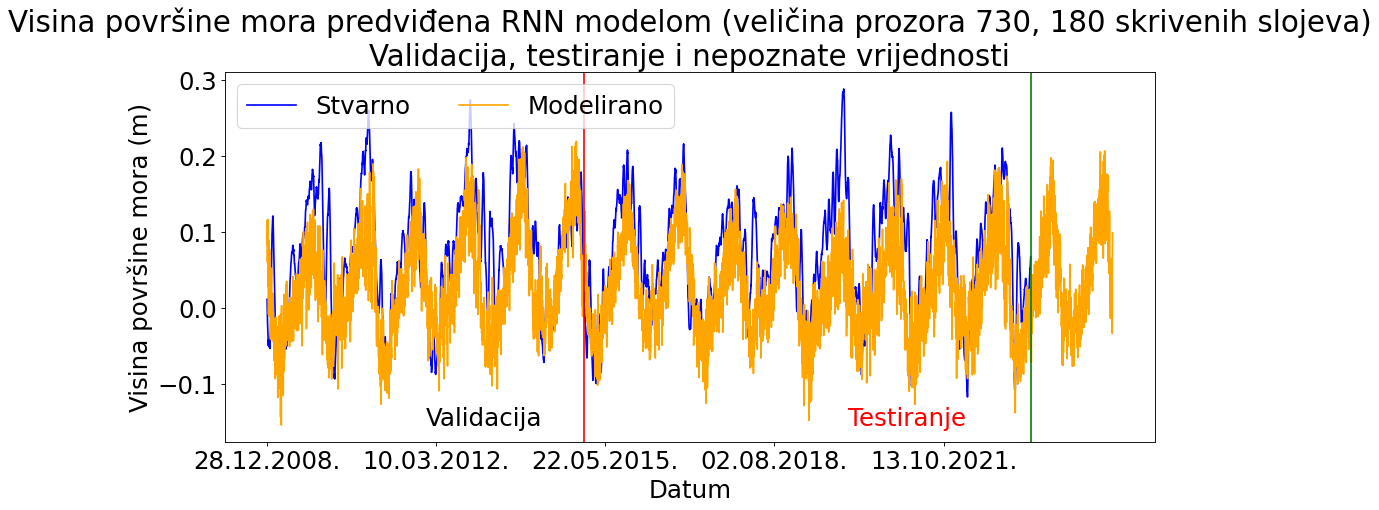 Visina površine mora predviđena RNN modelom (veličina prozora 730, 180 skrivenih slojeva)
Validacija, testiranje i nepoznate vrijednosti
Stvarno Modelirano
Visina površine mora (m)
0.3
0.2
0.1
0.0
−0.1
Validacija
Testiranje
28.12.2008. 10.03.2012. 22.05.2015. 02.08.2018. 13.10.2021.
Datum